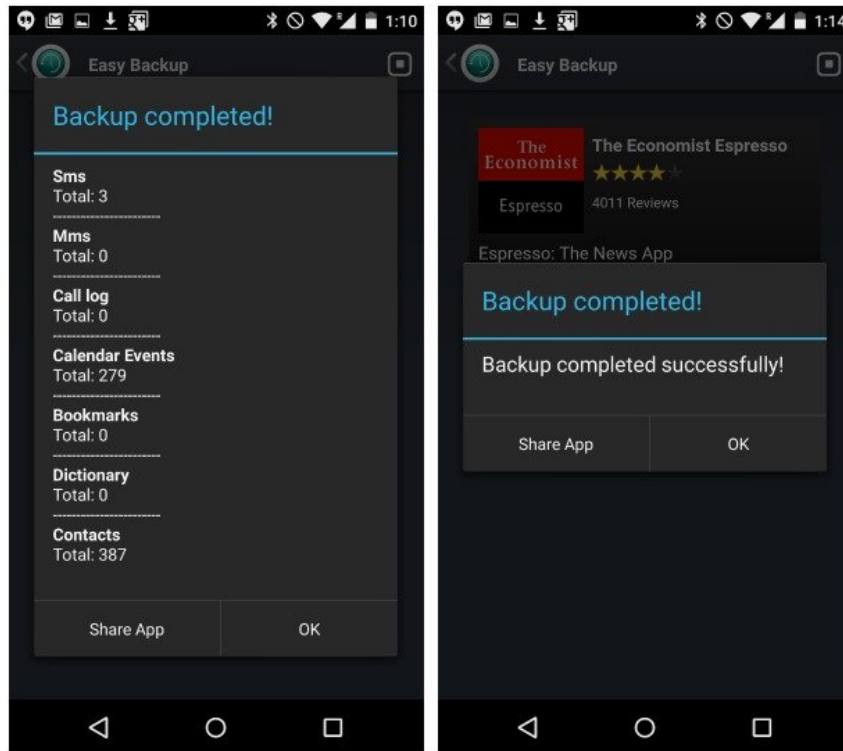 1:10
Easy Backup
Backup completed!
Sms
Total: 3
------------------------
Mms
Total: 0
------------------------
Call log
Total: 0
------------------------
Calendar Events
Total: 279
------------------------
Bookmarks
Total: 0
------------------------
Dictionary
Total: 0
------------------------
Contacts
Total: 387
Share App OK
1:14
Easy Backup
The
Economist
Espresso
The Economist Espresso
4011 Reviews
Espresso: The News App
Backup completed!
Backup completed successfully!
Share App OK